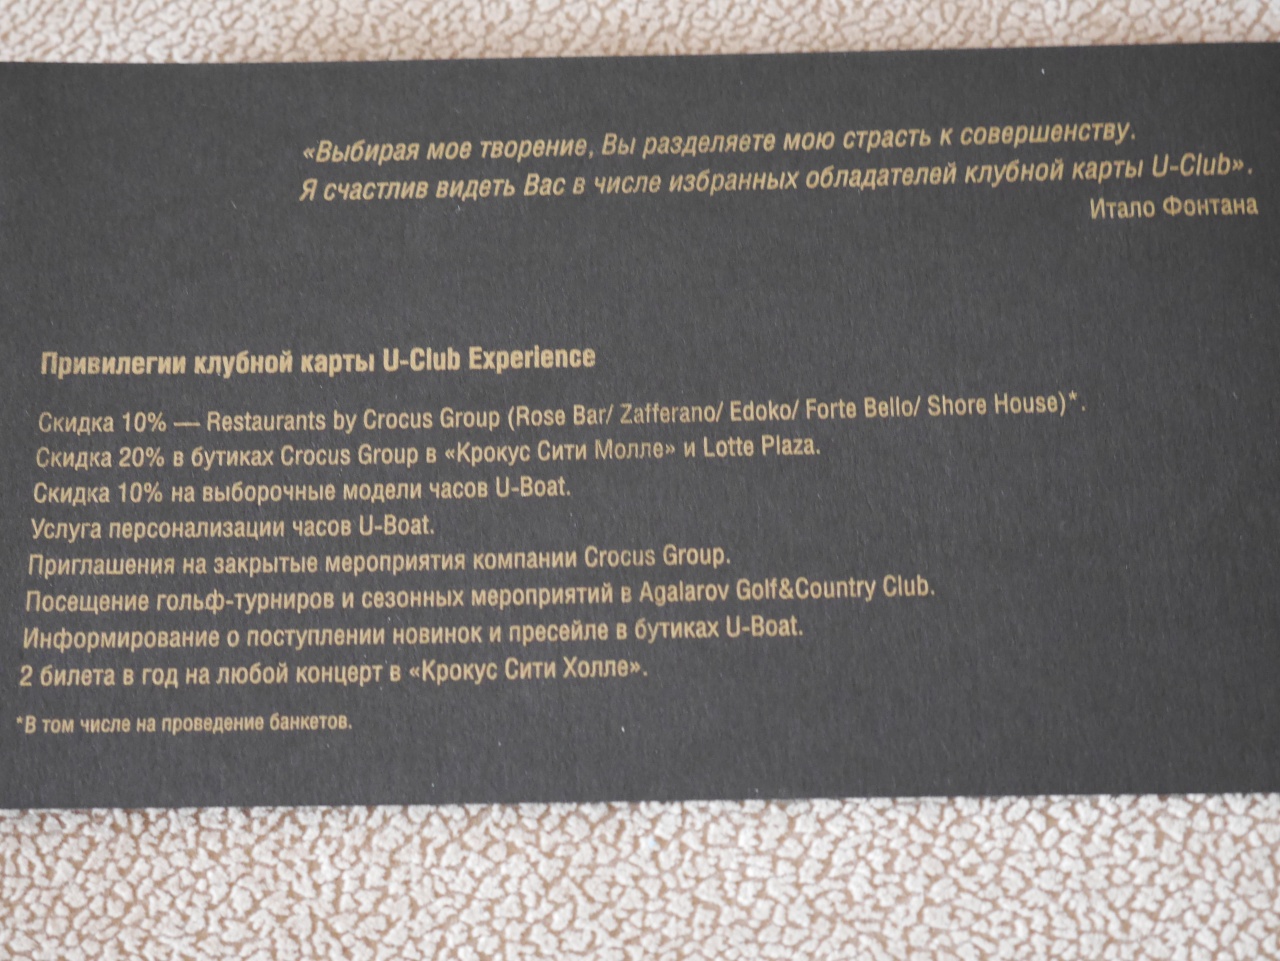 «Выбирая мое творение, Вы разделяете мою страсть к совершенству.
Я счастлив видеть Вас в числе избранных обладателей клубной карты U-Club».
Итало Фонтана
Привилегии клубной карты U-Club Experience
Скидка 10% — Restaurants by Crocus Group (Rose Bar/ Zafferano/ Edoko/ Forte Bello/ Shore House)*.
Скидка 20% в бутиках Crocus Group в «Крокус Сити Молле» и Lotte Plaza.
Скидка 10% на выборочные модели часов U-Boat.
Услуга персонализации часов U-Boat.
Приглашения на закрытые мероприятия компании Crocus Group.
Посещение гольф-турниров и сезонных мероприятий в Agalarov Golf&Country Club.
Информирование о поступлении новинок и пресейле в бутиках U-Boat.
2 билета в год на любой концерт в «Крокус Сити Холле».
*В том числе на проведение банкетов.